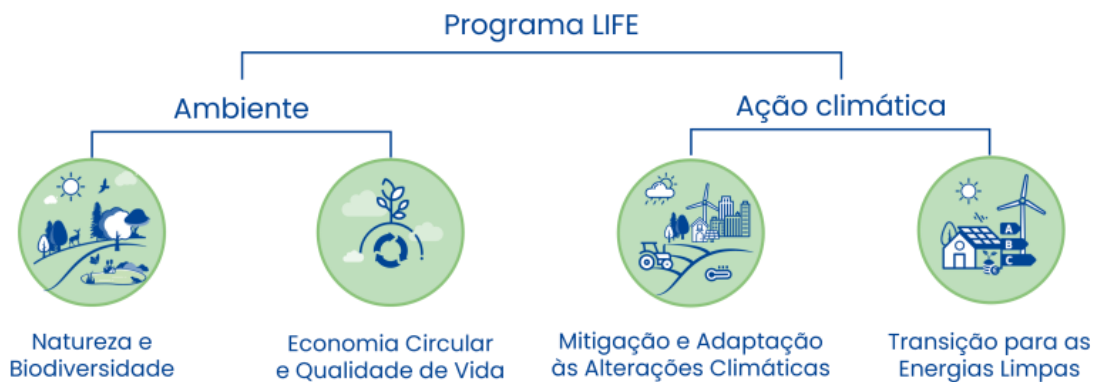 Programa LIFE
Ambiente
Ação climática
A
B
C
Natureza e
Biodiversidade
Economia Circular
e Qualidade de Vida
Mitigação e Adaptação
às Alterações Climáticas
Transição para as
Energias Limpas